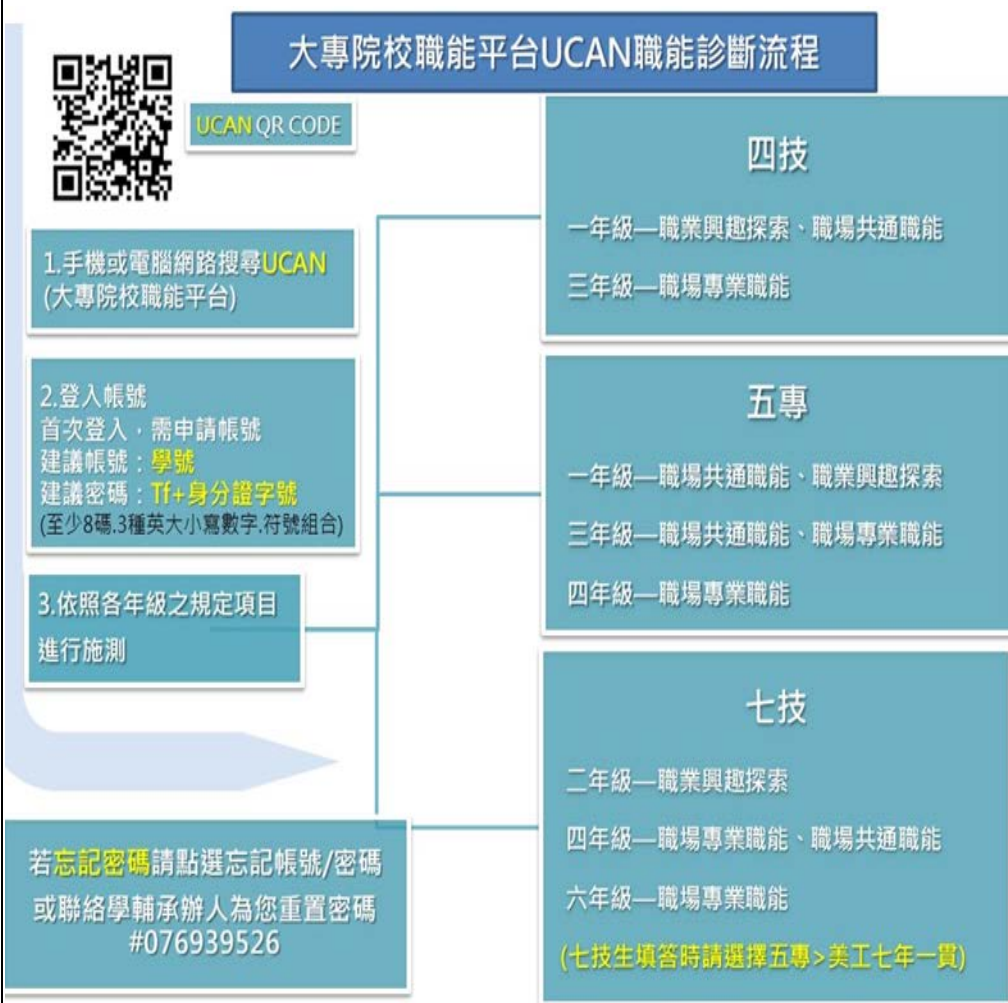 大專院校職能平台UCAN職能診斷流程
UCAN QR CODE
1.手機或電腦網路搜尋UCAN
(大專院校職能平台)
2.登入帳號
首次登入，需申請帳號
建議帳號：學號
建議密碼：Tf+身分證字號
(至少8碼.3種英大小寫數字.符號組合)
3.依照各年級之規定項目
進行施測
若忘記密碼請點選忘記帳號/密碼
或聯絡學輔承辦人為您重置密碼
#076939526
四技
一年級—職業興趣探索、職場共通職能
三年級—職場專業職能
五專
一年級—職場共通職能、職業興趣探索
三年級—職場共通職能、職場專業職能
四年級—職場專業職能
七技
二年級—職業興趣探索
四年級—職場專業職能、職場共通職能
六年級—職場專業職能
(七技生填答時請選擇五專>美工七年一貫)